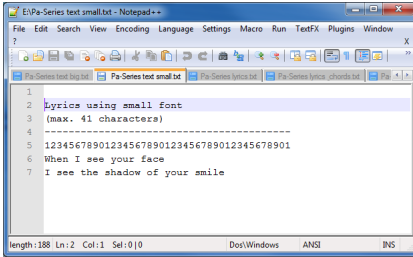 E:\Pa-Series text small.txt - Notepad++
File Edit Search View Encoding Language Settings Macro Run TextFX Plugins Window
? X
Pa-Series text big.txt Pa-Series text small.txt Pa-Series lyrics.txt Pa-Series lyrics_chords.txt Pa
1
2 Lyrics using small font
3 (max. 41 characters)
4 -----------------------------------------
5 12345678901234567890123456789012345678901
6 When I see your face
7 I see the shadow of your smile
length : 188 Ln : 2 Col : 1 Sel : 0 | 0 Dos\Windows ANSI INS